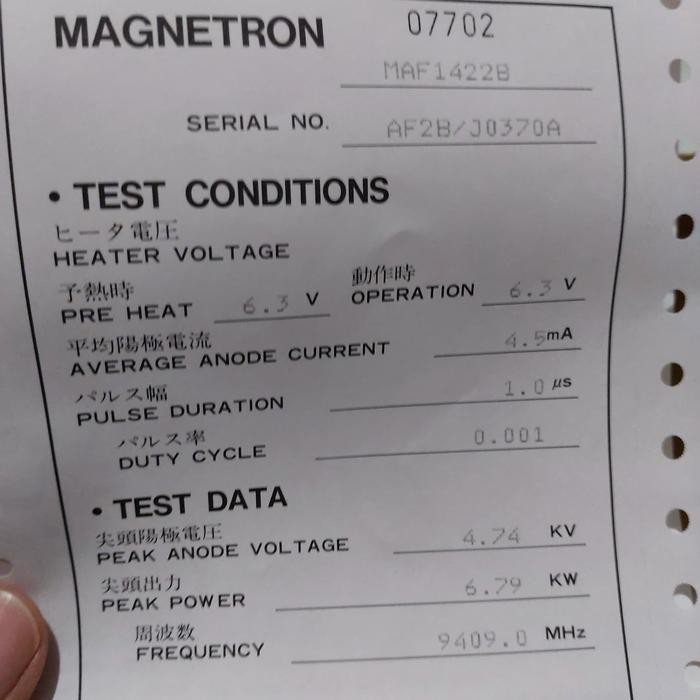 MAGNETRON 07702
MAF1422B
SERIAL NO. AF2B/J0370A
• TEST CONDITIONS
ヒータ電圧
HEATER VOLTAGE
予熱時 動作時
PRE HEAT 6.3 V OPERATION 6.3 V
平均陽極電流
AVERAGE ANODE CURRENT 4.5mA
パルス幅
PULSE DURATION 1.0 μs
パルス率
DUTY CYCLE 0.001
• TEST DATA
尖頭陽極電圧
PEAK ANODE VOLTAGE 4.74 KV
尖頭出力
PEAK POWER 6.79 KW
周波数
FREQUENCY 9409.0 MHz